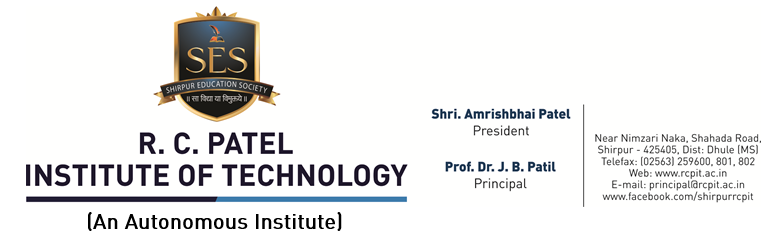 SES
SHIRPUR EDUCATION SOCIETY
॥ सा विद्या या विमुक्तये ॥
R. C. PATEL
INSTITUTE OF TECHNOLOGY
(An Autonomous Institute)
Shri. Amrishbhai Patel
President
Prof. Dr. J. B. Patil
Principal
Near Nimzari Naka, Shahada Road,
Shirpur - 425405, Dist: Dhule (MS)
Telefax: (02563) 259600, 801, 802
Web: www.rcpit.ac.in
E-mail: principal@rcpit.ac.in
www.facebook.com/shirpurrcpit